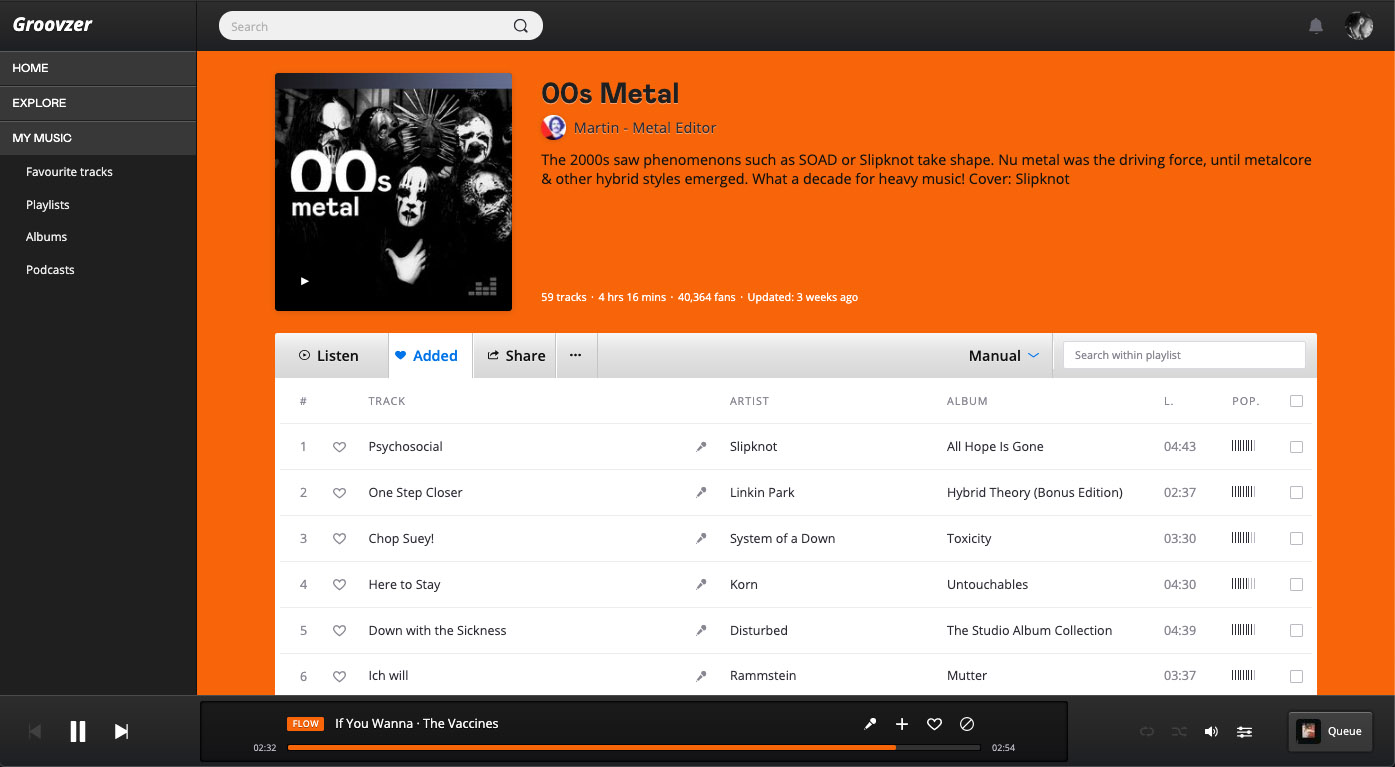 Groovzer
Search
HOME
EXPLORE
MY MUSIC
Favourite tracks
Playlists
Albums
Podcasts
00s
metal
00s Metal
Martin - Metal Editor
The 2000s saw phenomenons such as SOAD or Slipknot take shape. Nu metal was the driving force, until metalcore
& other hybrid styles emerged. What a decade for heavy music! Cover: Slipknot
59 tracks · 4 hrs 16 mins · 40,364 fans · Updated: 3 weeks ago
Listen Added Share ··· Manual Search within playlist
# TRACK ARTIST ALBUM L. POP.
1 Psychosocial Slipknot All Hope Is Gone 04:43
2 One Step Closer Linkin Park Hybrid Theory (Bonus Edition) 02:37
3 Chop Suey! System of a Down Toxicity 03:30
4 Here to Stay Korn Untouchables 04:30
5 Down with the Sickness Disturbed The Studio Album Collection 04:39
6 Ich will Rammstein Mutter 03:37
FLOW If You Wanna · The Vaccines
02:32 02:54
Queue